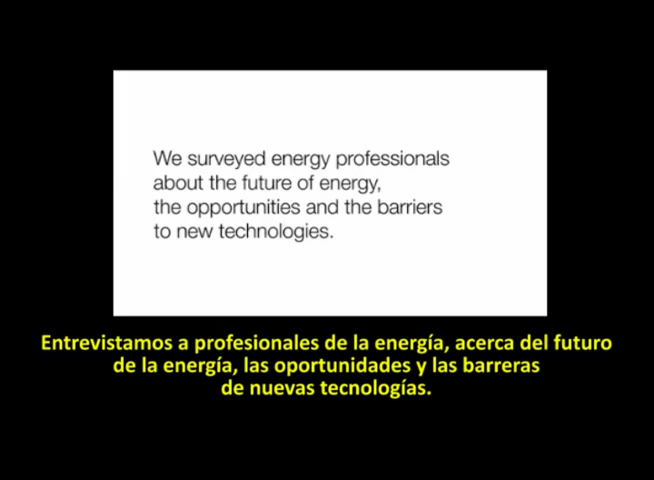 We surveyed energy professionals
about the future of energy,
the opportunities and the barriers
to new technologies.
Entrevistamos a profesionales de la energía, acerca del futuro
de la energía, las oportunidades y las barreras
de nuevas tecnologías.